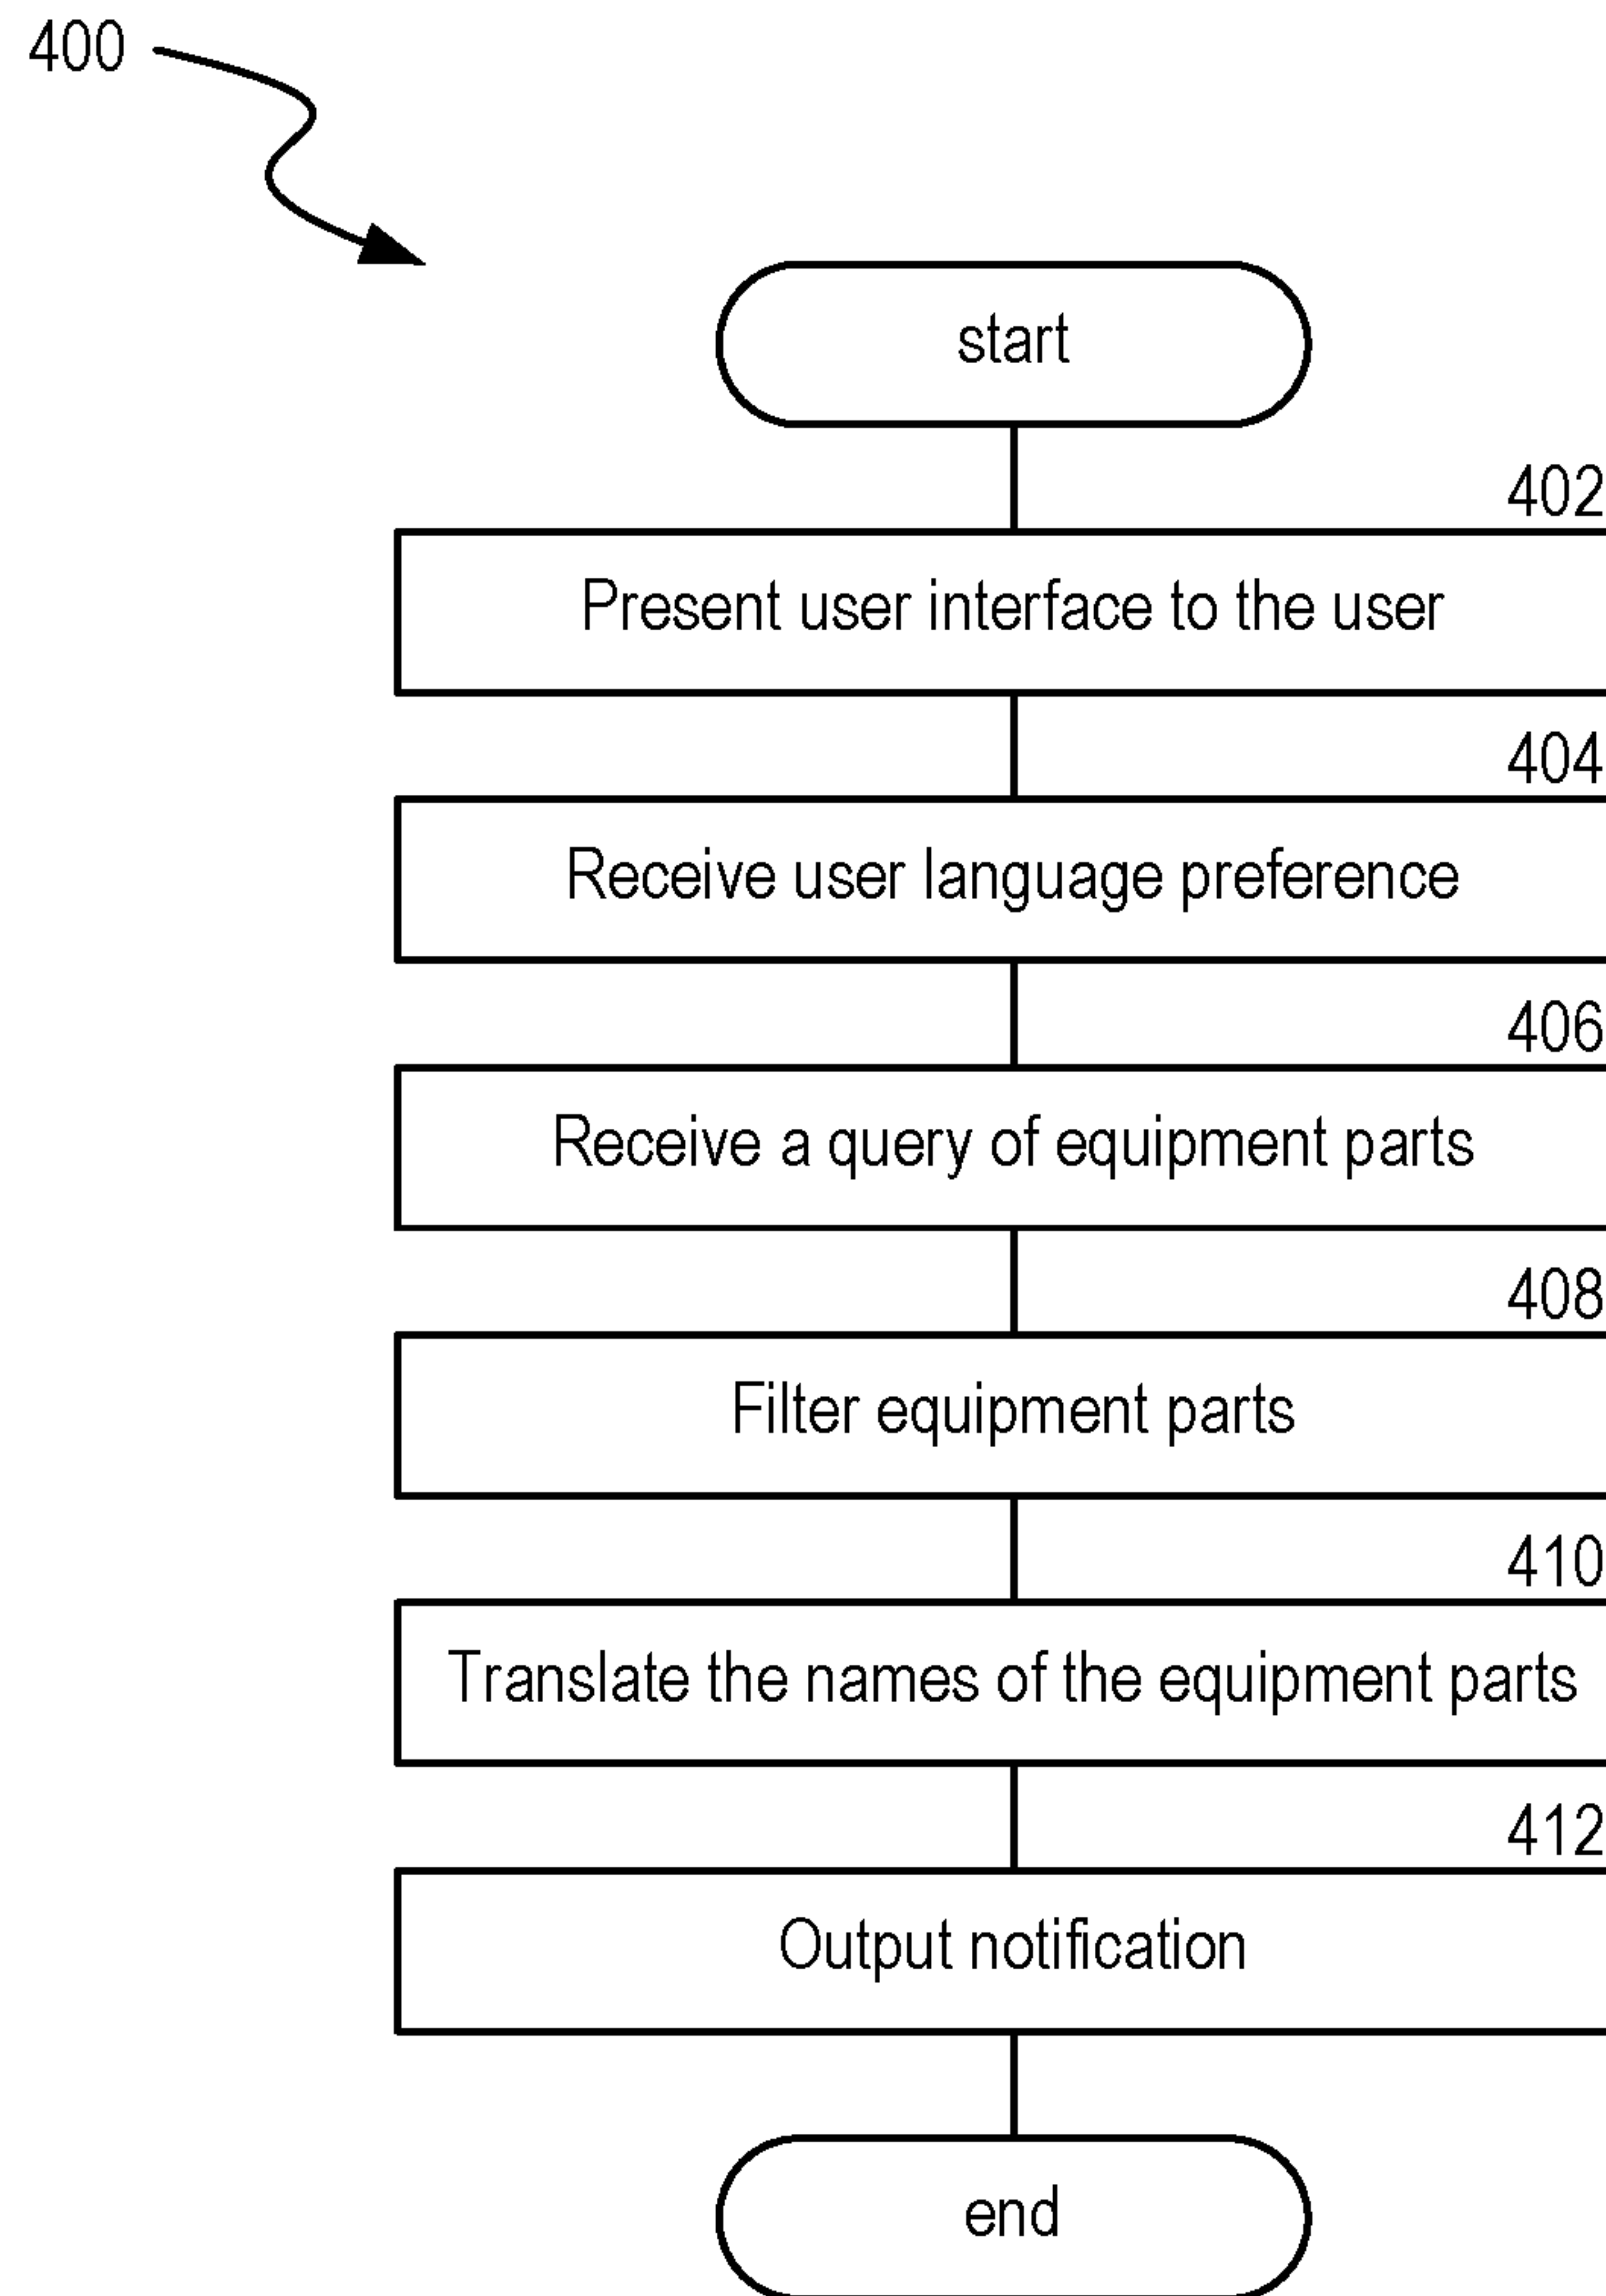 400
start
402
Present user interface to the user
404
Receive user language preference
406
Receive a query of equipment parts
408
Filter equipment parts
410
Translate the names of the equipment parts
412
Output notification
end